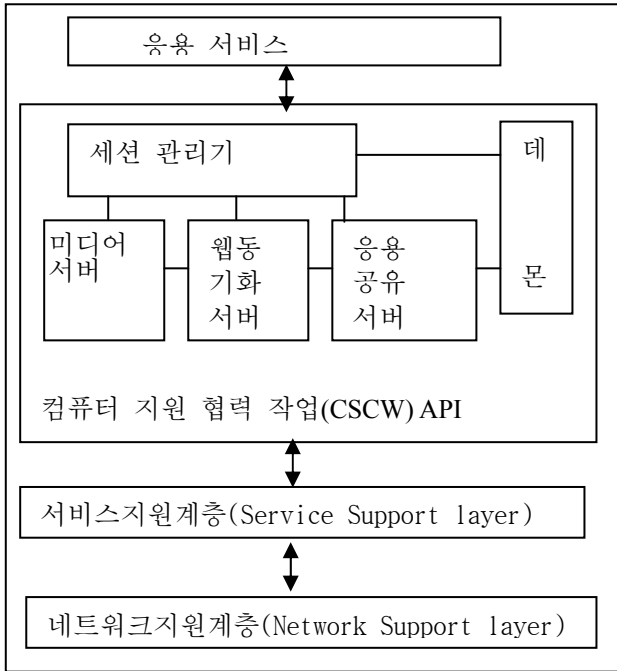 응용 서비스
세션 관리기
데
몬
미디어
서버
웹동
기화
서버
응용
공유
서버
컴퓨터 지원 협력 작업(CSCW) API
서비스지원계층(Service Support layer)
네트워크지원계층(Network Support layer)